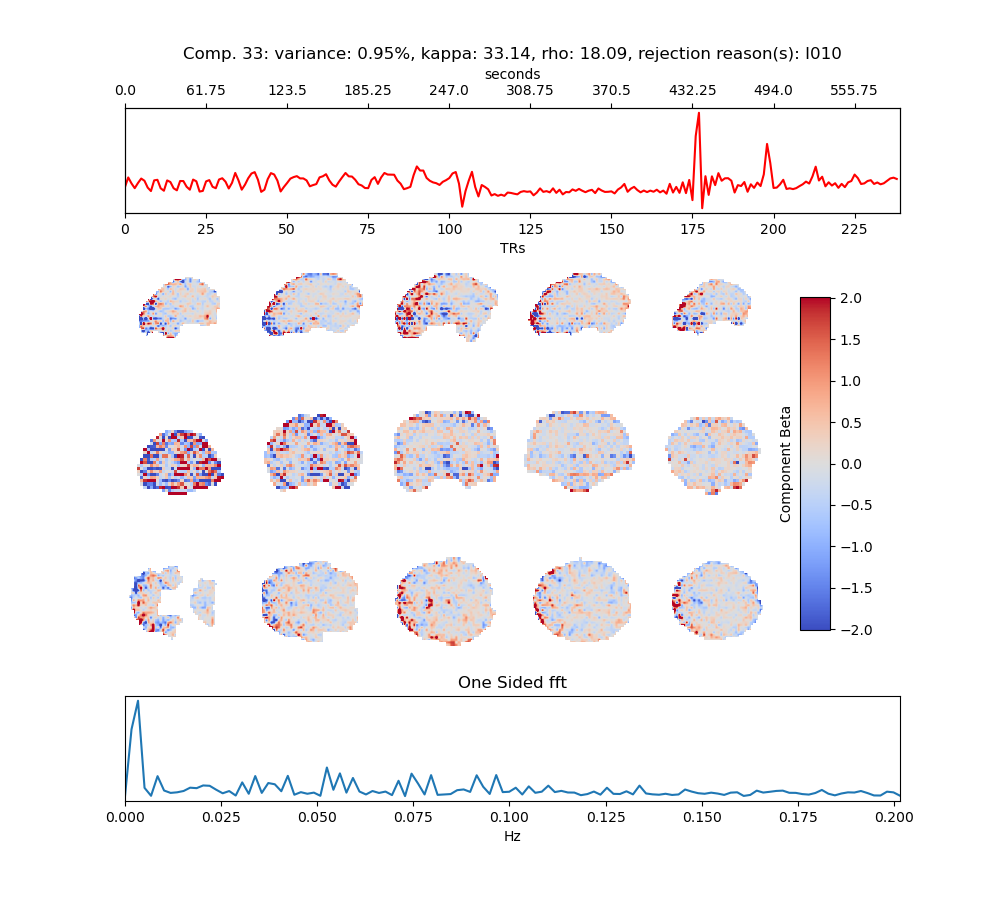 Comp. 33: variance: 0.95%, kappa: 33.14, rho: 18.09, rejection reason(s): I010
seconds
0.0 61.75 123.5 185.25 247.0 308.75 370.5 432.25 494.0 555.75
0 25 50 75 100 125 150 175 200 225
TRs
2.0
1.5
1.0
0.5
0.0
−0.5
−1.0
−1.5
−2.0
Component Beta
One Sided fft
0.000 0.025 0.050 0.075 0.100 0.125 0.150 0.175 0.200
Hz